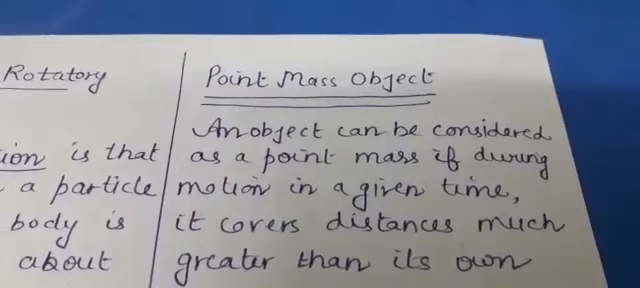 Rotatory
ion is that
a particle
body is
about
Point Mass Object
An object can be considered
as a point mass if during
motion in a given time,
it covers distances much
greater than its own